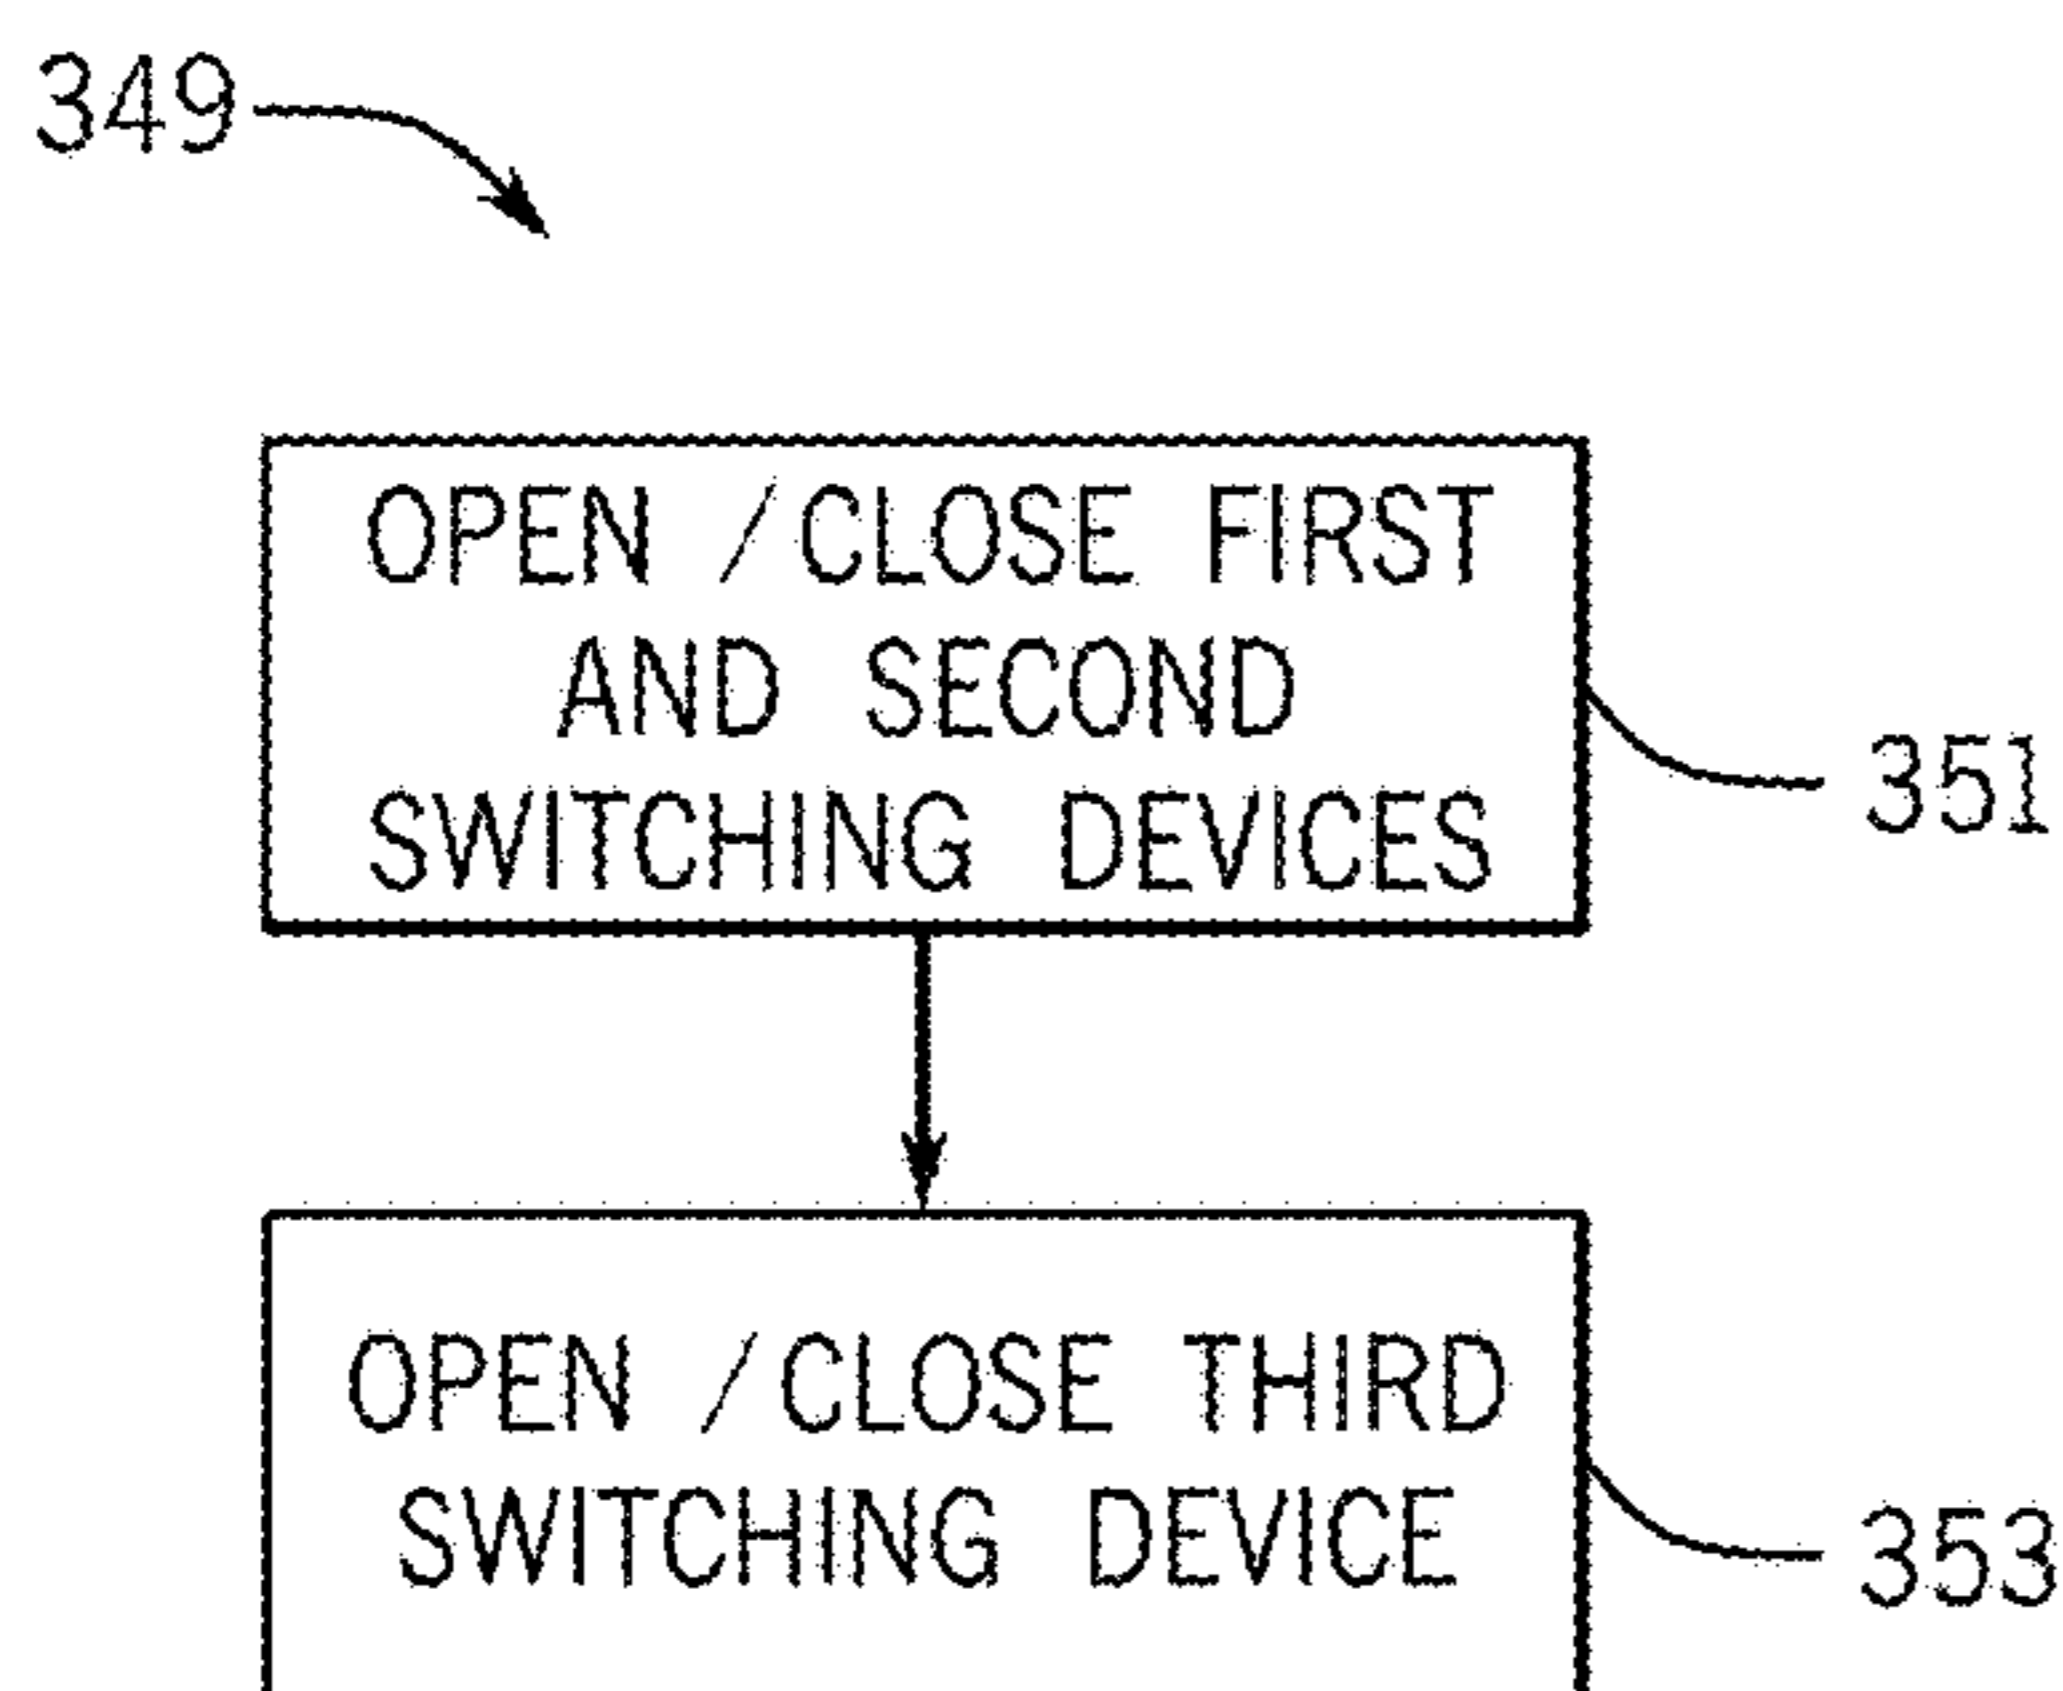 349
OPEN /CLOSE FIRST
AND SECOND
SWITCHING DEVICES
351
OPEN /CLOSE THIRD
SWITCHING DEVICE
353